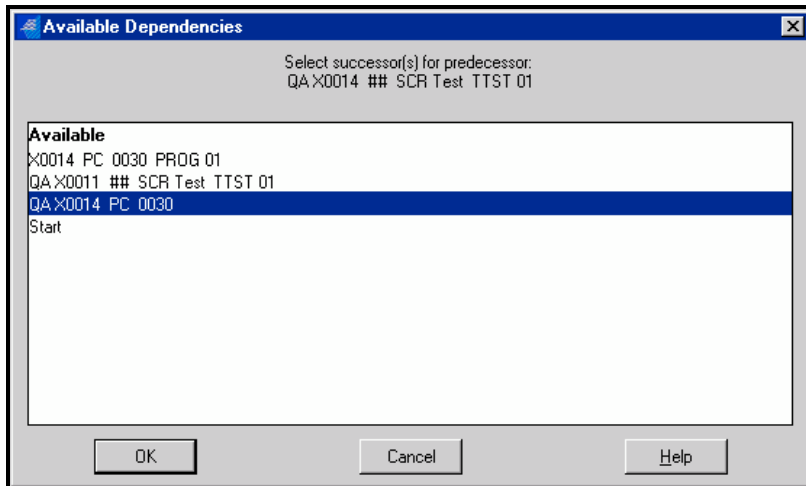 Available Dependencies
Select successor(s) for predecessor:
QA X0014 ## SCR Test TTST 01
Available
X0014 PC 0030 PROG 01
QA X0011 ## SCR Test TTST 01
QA X0014 PC 0030
Start
OK Cancel Help